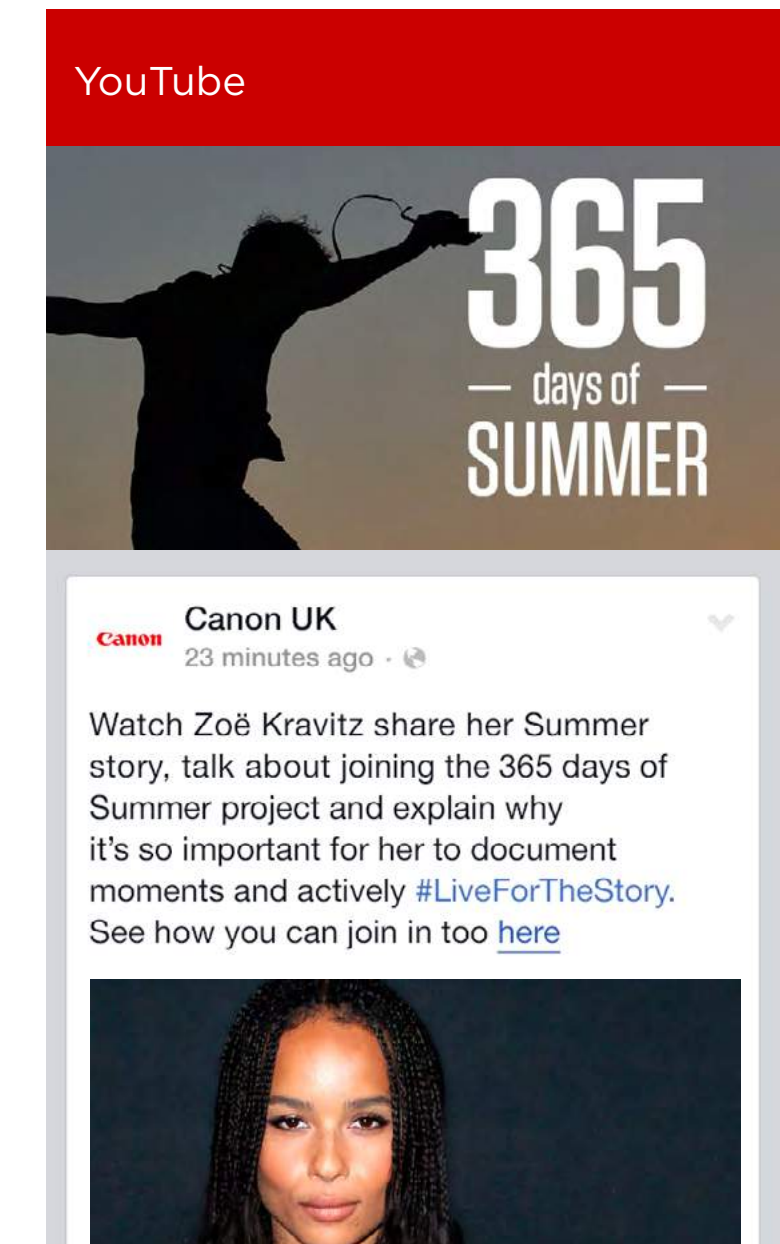 YouTube
365
days of
SUMMER
Canon
Canon UK
23 minutes ago ·
Watch Zoë Kravitz share her Summer
story, talk about joining the 365 days of
Summer project and explain why
it's so important for her to document
moments and actively #LiveForTheStory.
See how you can join in too here